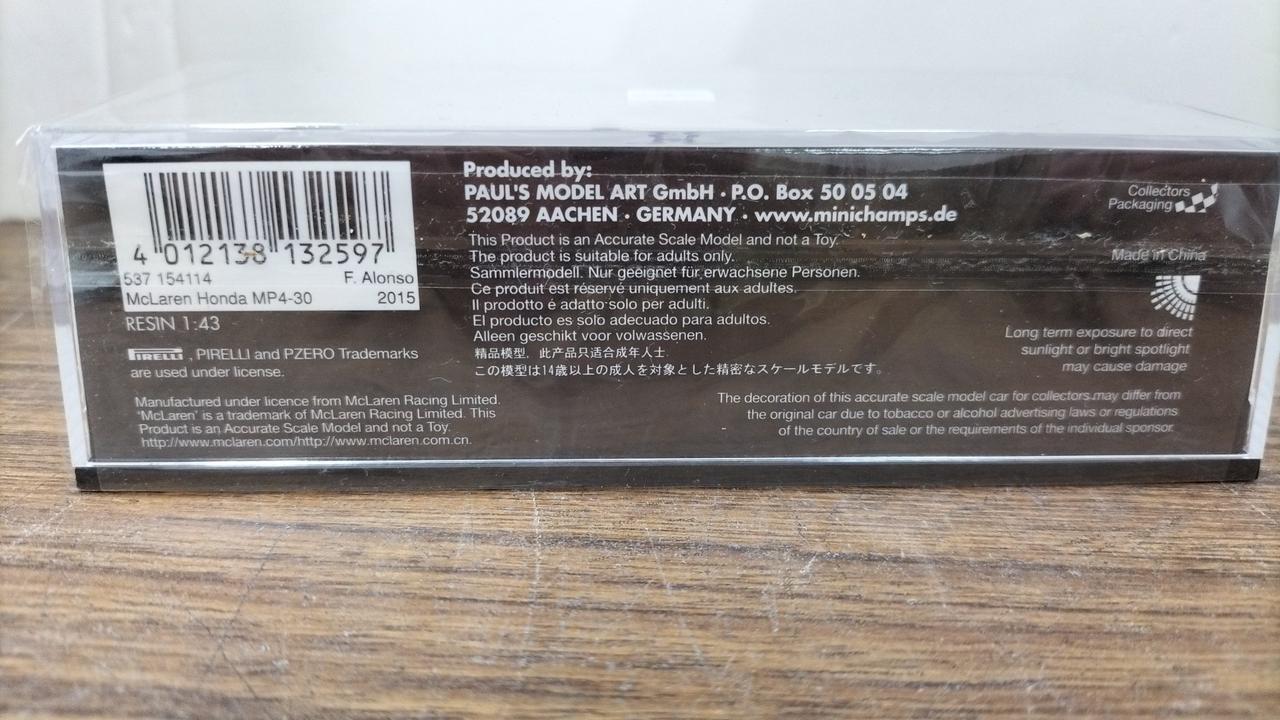 4 012138 132597
537 154114 F. Alonso
McLaren Honda MP4-30 2015
RESIN 1:43
PIRELLI, PIRELLI and PZERO Trademarks
are used under license.
Manufactured under licence from McLaren Racing Limited.
'McLaren' is a trademark of McLaren Racing Limited. This
Product is an Accurate Scale Model and not a Toy.
http://www.mclaren.com/http://www.mclaren.com.cn.
Produced by:
PAUL'S MODEL ART GmbH · P.O. Box 50 05 04
52089 AACHEN · GERMANY · www.minichamps.de
This Product is an Accurate Scale Model and not a Toy.
The product is suitable for adults only.
Sammlermodell. Nur geeignet für erwachsene Personen.
Ce produit est réservé uniquement aux adultes.
Il prodotto é adatto solo per adulti.
El producto es solo adecuado para adultos.
Alleen geschikt voor volwassenen.
精品模型，此产品只适合成年人士.
この模型は14歳以上の成人を対象とした精密なスケールモデルです。
Collectors
Packaging
Made in China
Long term exposure to direct
sunlight or bright spotlight
may cause damage
The decoration of this accurate scale model car for collectors may differ from
the original car due to tobacco or alcohol advertising laws or regulations
of the country of sale or the requirements of the individual sponsor.